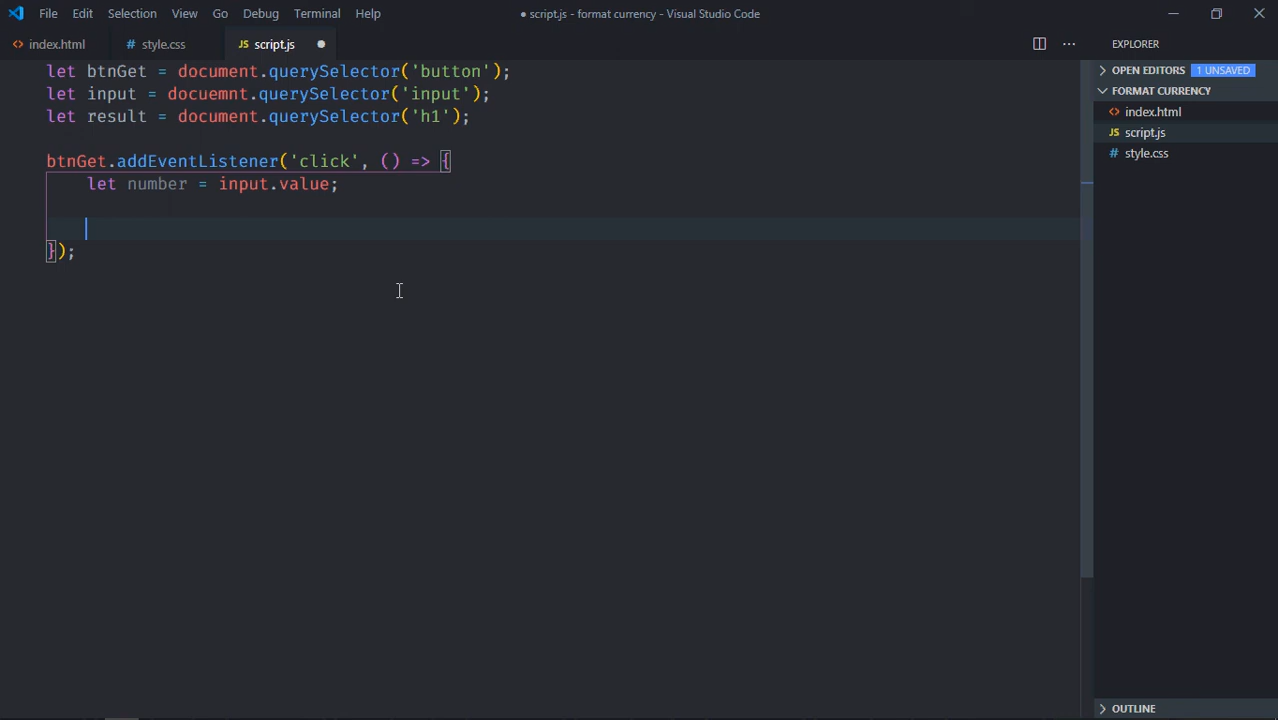 File Edit Selection View Go Debug Terminal Help
● script.js - format currency - Visual Studio Code
<> index.html # style.css JS script.js ●
EXPLORER
OPEN EDITORS 1 UNSAVED
FORMAT CURRENCY
<> index.html
JS script.js
# style.css
let btnGet = document.querySelector('button');
let input = docuemnt.querySelector('input');
let result = document.querySelector('h1');
btnGet.addEventListener('click', () => {
let number = input.value;
});
OUTLINE